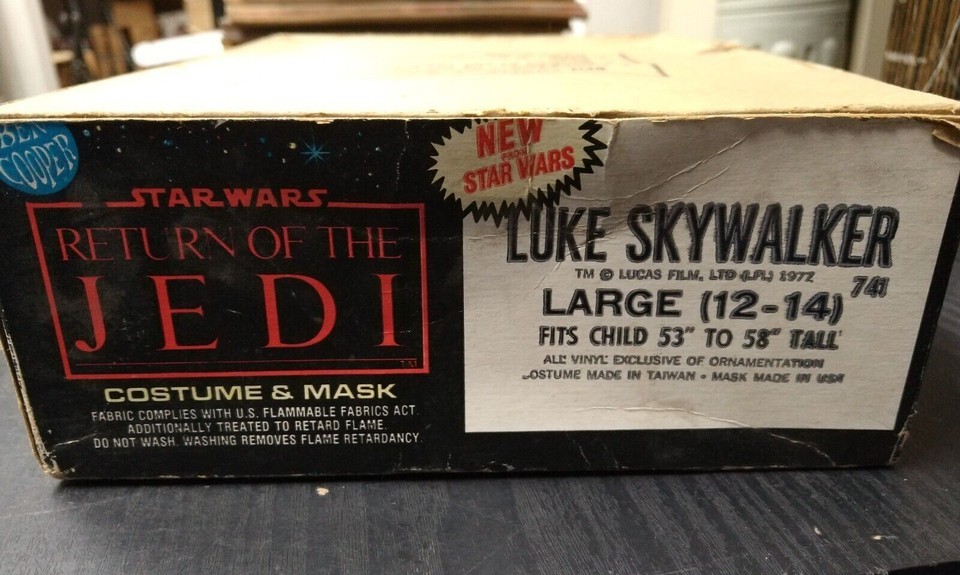 BEN
COOPER
STAR WARS
RETURN OF THE
JEDI
TM
COSTUME & MASK
FABRIC COMPLIES WITH U.S. FLAMMABLE FABRICS ACT.
ADDITIONALLY TREATED TO RETARD FLAME.
DO NOT WASH. WASHING REMOVES FLAME RETARDANCY.
NEW
FROM
STAR WARS
LUKE SKYWALKER
TM © LUCAS FILM, LTD (LFL) 1977
741
LARGE (12-14)
FITS CHILD 53" TO 58" TALL
ALL VINYL EXCLUSIVE OF ORNAMENTATION
COSTUME MADE IN TAIWAN • MASK MADE IN USA